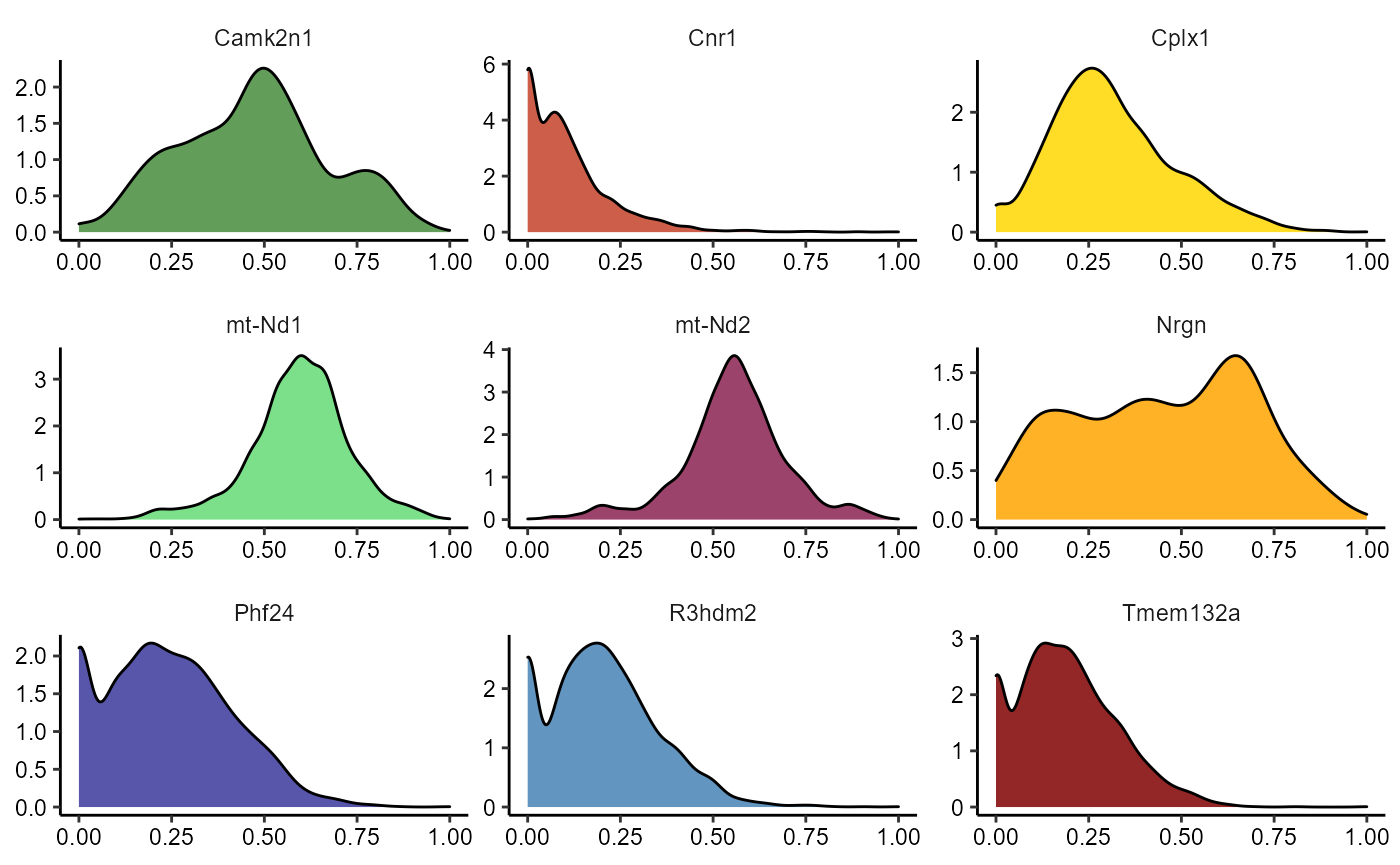 Camk2n1 Cnr1 Cplx1
2.0 1.5 1.0 0.5 0.0
6 4 2 0
2 1 0
0.00 0.25 0.50 0.75 1.00 0.00 0.25 0.50 0.75 1.00 0.00 0.25 0.50 0.75 1.00
mt-Nd1 mt-Nd2 Nrgn
3 2 1 0
4 3 2 1 0
1.5 1.0 0.5 0.0
0.00 0.25 0.50 0.75 1.00 0.00 0.25 0.50 0.75 1.00 0.00 0.25 0.50 0.75 1.00
Phf24 R3hdm2 Tmem132a
2.0 1.5 1.0 0.5 0.0
2 1 0
3 2 1 0
0.00 0.25 0.50 0.75 1.00 0.00 0.25 0.50 0.75 1.00 0.00 0.25 0.50 0.75 1.00